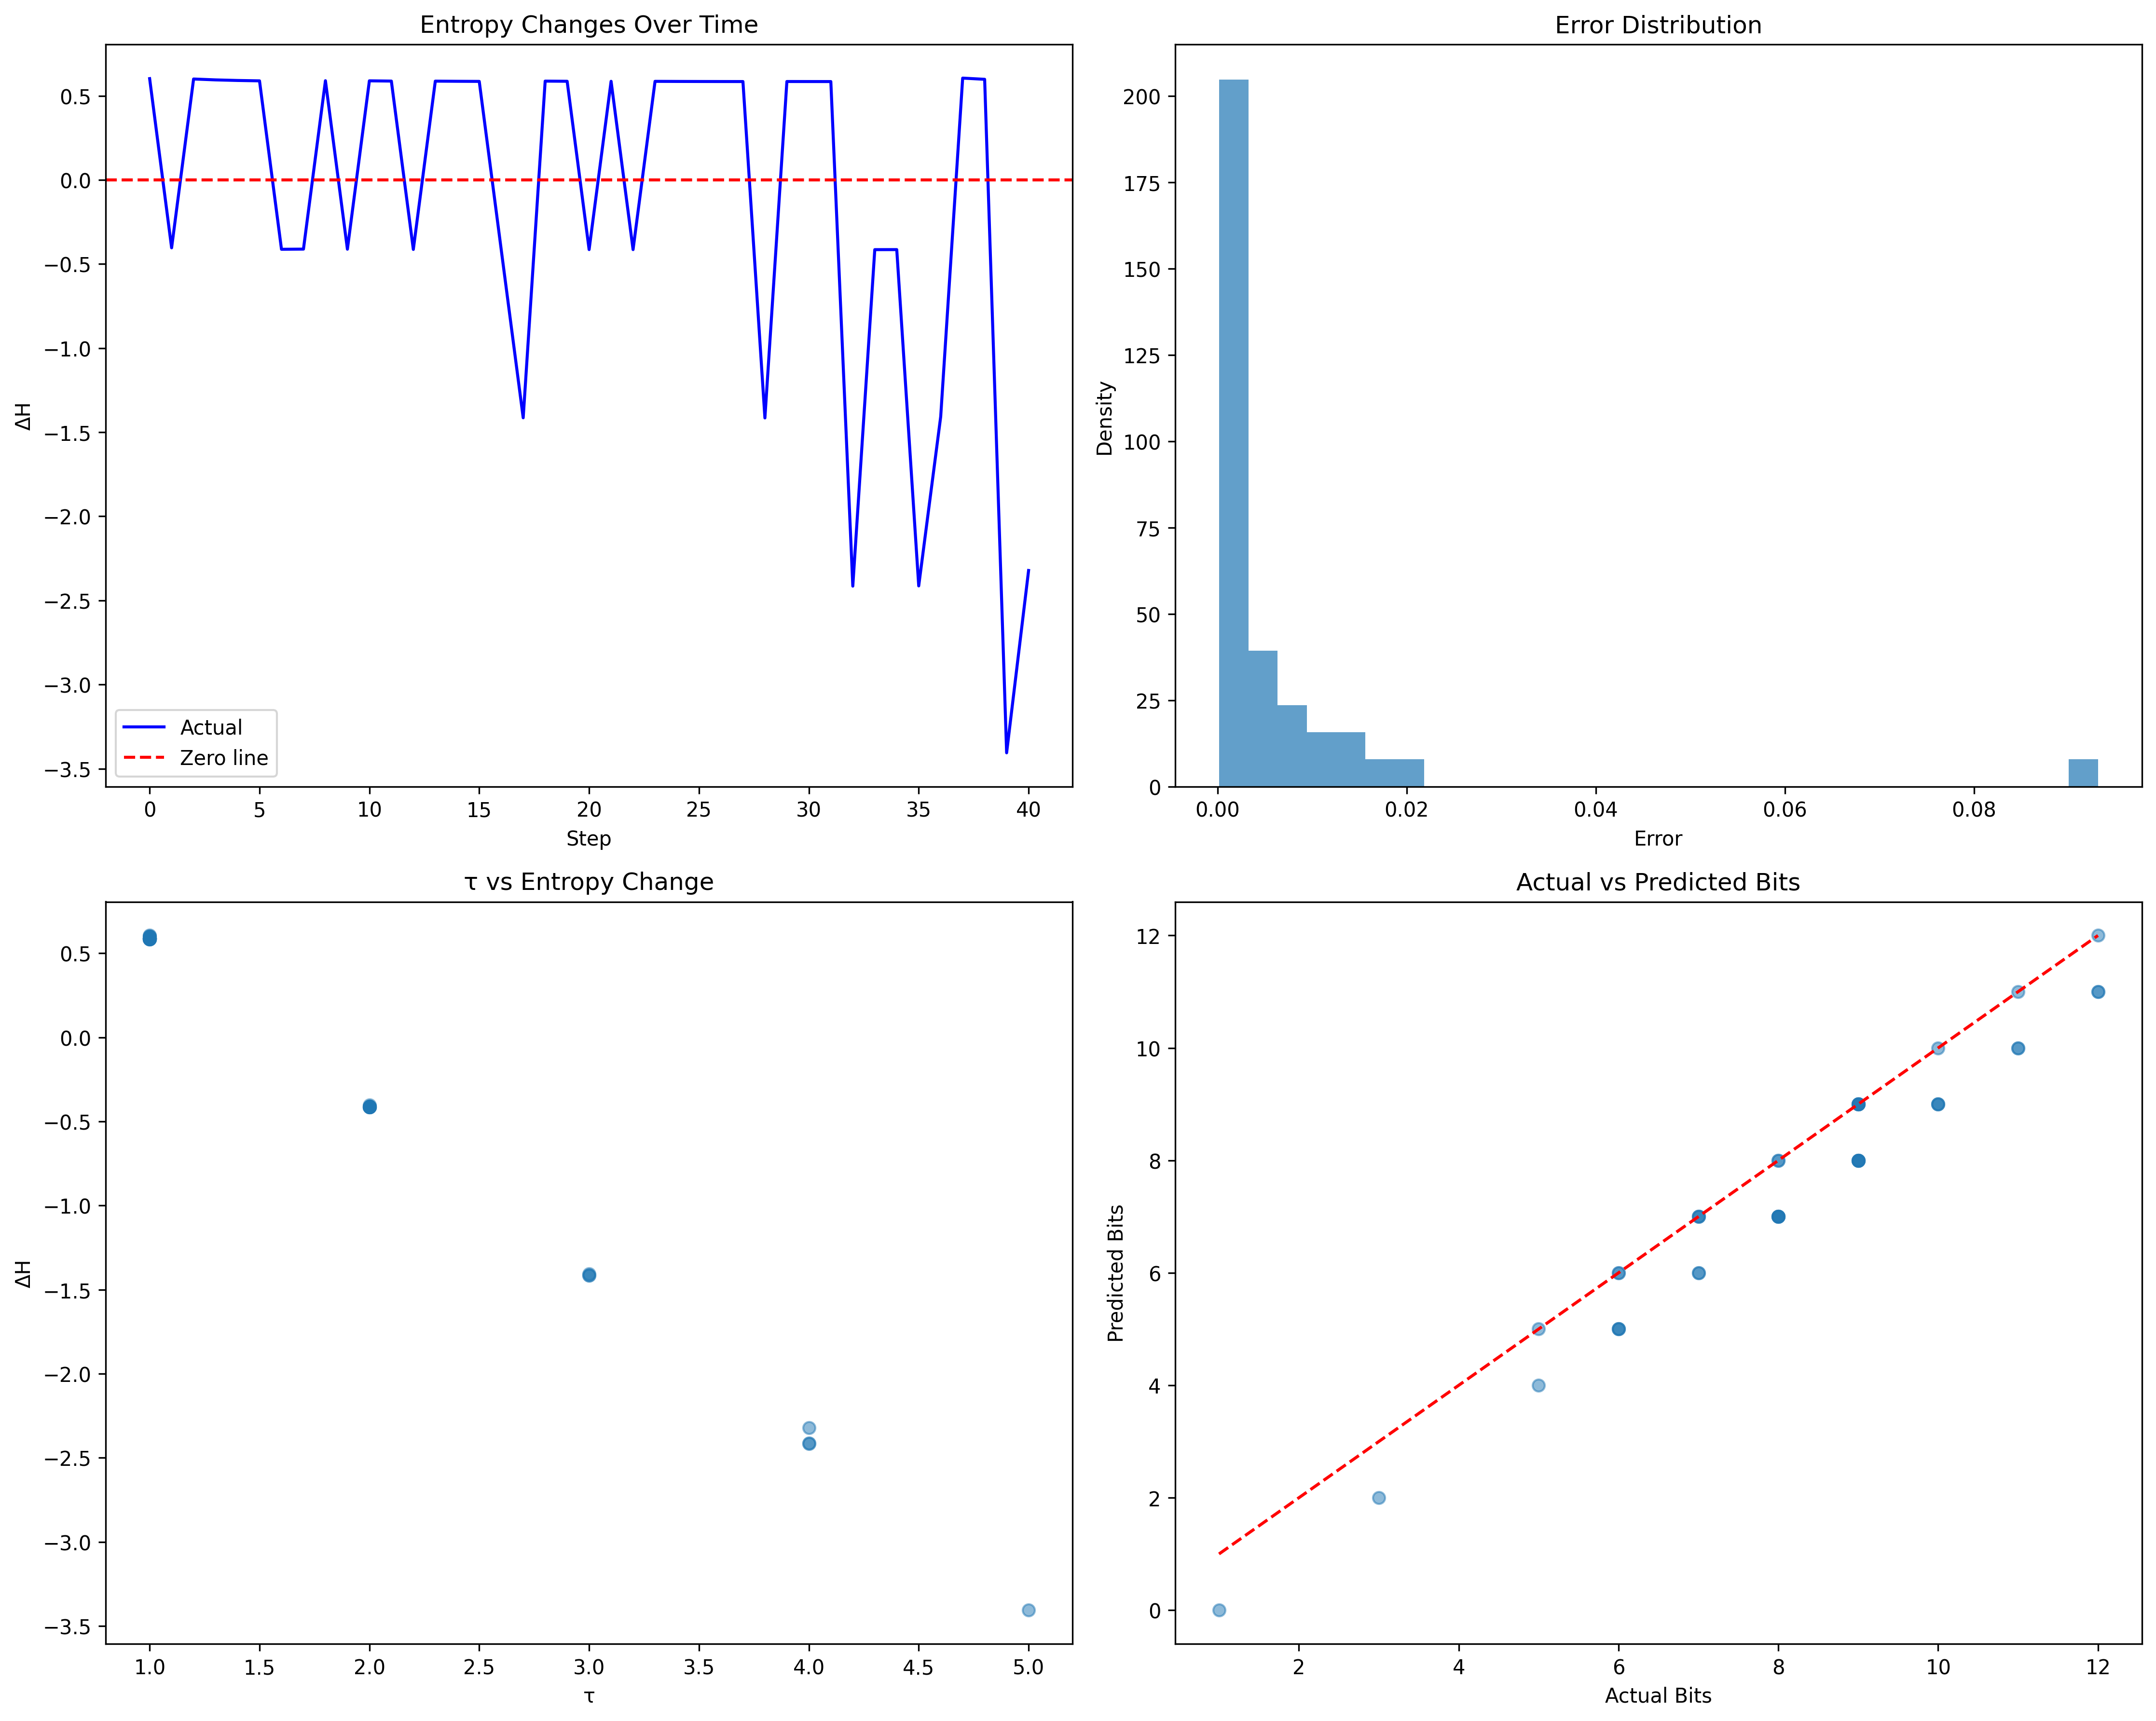 Entropy Changes Over Time
0.5
0.0
−0.5
−1.0
−1.5
−2.0
−2.5
−3.0
−3.5
ΔH
Actual
Zero line
0 5 10 15 20 25 30 35 40
Step
Error Distribution
200
175
150
125
100
75
50
25
0
Density
0.00 0.02 0.04 0.06 0.08
Error
τ vs Entropy Change
0.5
0.0
−0.5
−1.0
−1.5
−2.0
−2.5
−3.0
−3.5
ΔH
1.0 1.5 2.0 2.5 3.0 3.5 4.0 4.5 5.0
τ
Actual vs Predicted Bits
12
10
8
6
4
2
0
Predicted Bits
2 4 6 8 10 12
Actual Bits